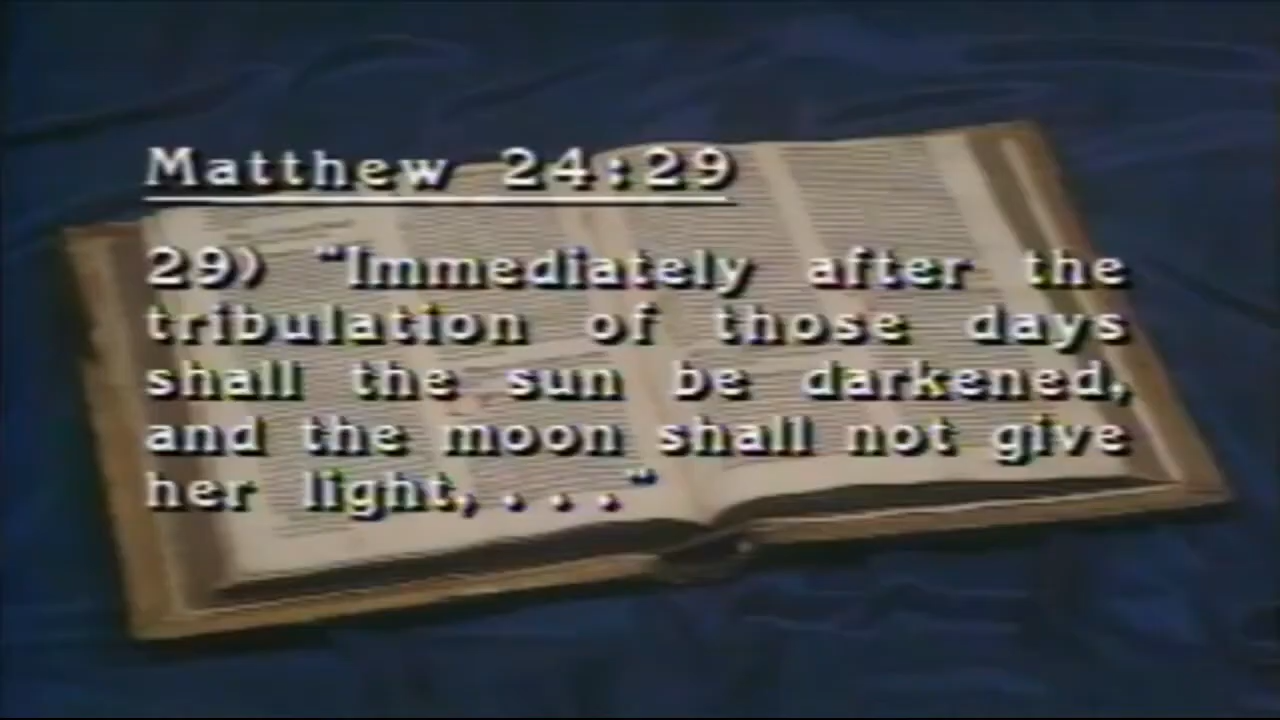 Matthew 24:29
29) "Immediately after the
tribulation of those days
shall the sun be darkened,
and the moon shall not give
her light,..."